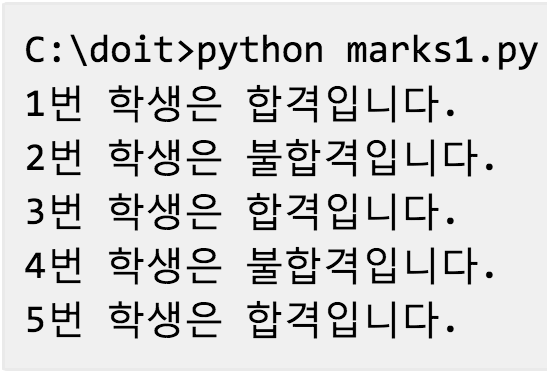 C:\doit>python marks1.py
1번 학생은 합격입니다.
2번 학생은 불합격입니다.
3번 학생은 합격입니다.
4번 학생은 불합격입니다.
5번 학생은 합격입니다.